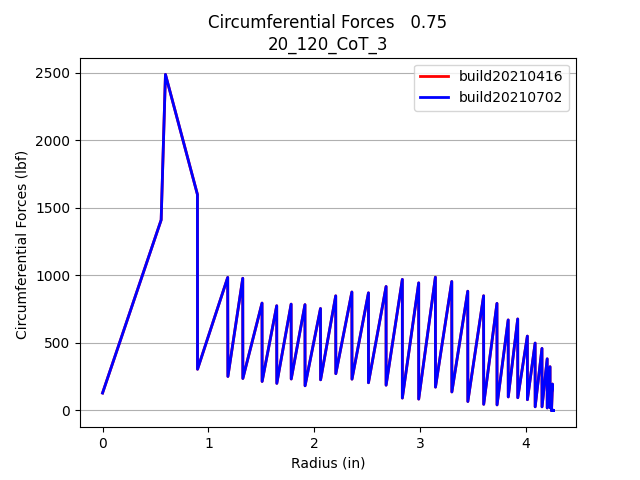 Circumferential Forces   0.75
20_120_CoT_3
build20210416
build20210702
Circumferential Forces (lbf)
2500
2000
1500
1000
500
0
0 1 2 3 4
Radius (in)